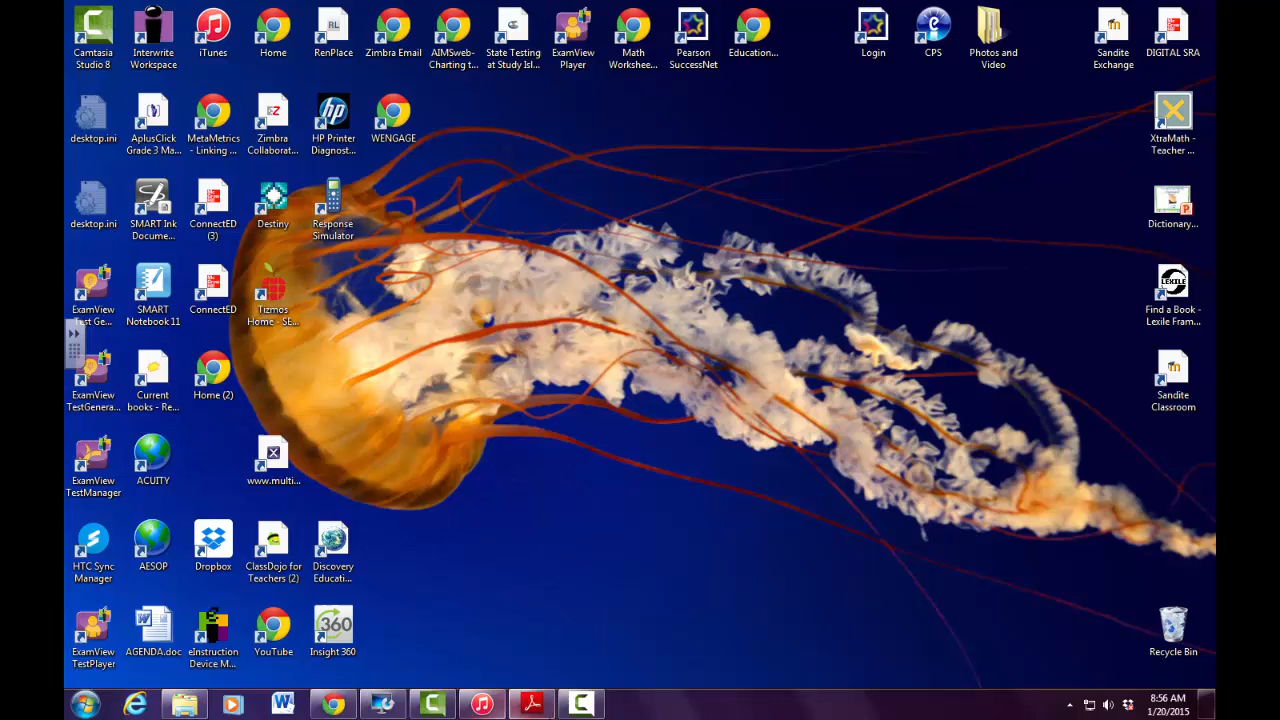 Camtasia
Studio 8
Interwrite
Workspace
iTunes
Home
RL
RenPlace
Zimbra Email
AIMSweb-
Charting t...
State Testing
at Study Isl...
ExamView
Player
Math
Workshee...
Pearson
SuccessNet
Education...
Login
CPS
Photos and
Video
Sandite
Exchange
DIGITAL SRA
desktop.ini
AplusClick
Grade 3 Ma...
MetaMetrics
- Linking ...
Zimbra
Collaborat...
hp
HP Printer
Diagnost...
WENGAGE
XtraMath -
Teacher ...
desktop.ini
SMART Ink
Docume...
ConnectED
(3)
Destiny
Response
Simulator
Dictionary...
ExamView
Test Ge...
SMART
Notebook 11
ConnectED
Tizmos
Home - SE...
LEXILE
Find a Book -
Lexile Fram...
ExamView
TestGenera...
Current
books - Re...
Home (2)
Sandite
Classroom
ExamView
TestManager
ACUITY
www.multi...
HTC Sync
Manager
AESOP
Dropbox
ClassDojo for
Teachers (2)
Discovery
Educati...
ExamView
TestPlayer
AGENDA.doc
eInstruction
Device M...
YouTube
360
Insight 360
Recycle Bin
8:56 AM
1/20/2015